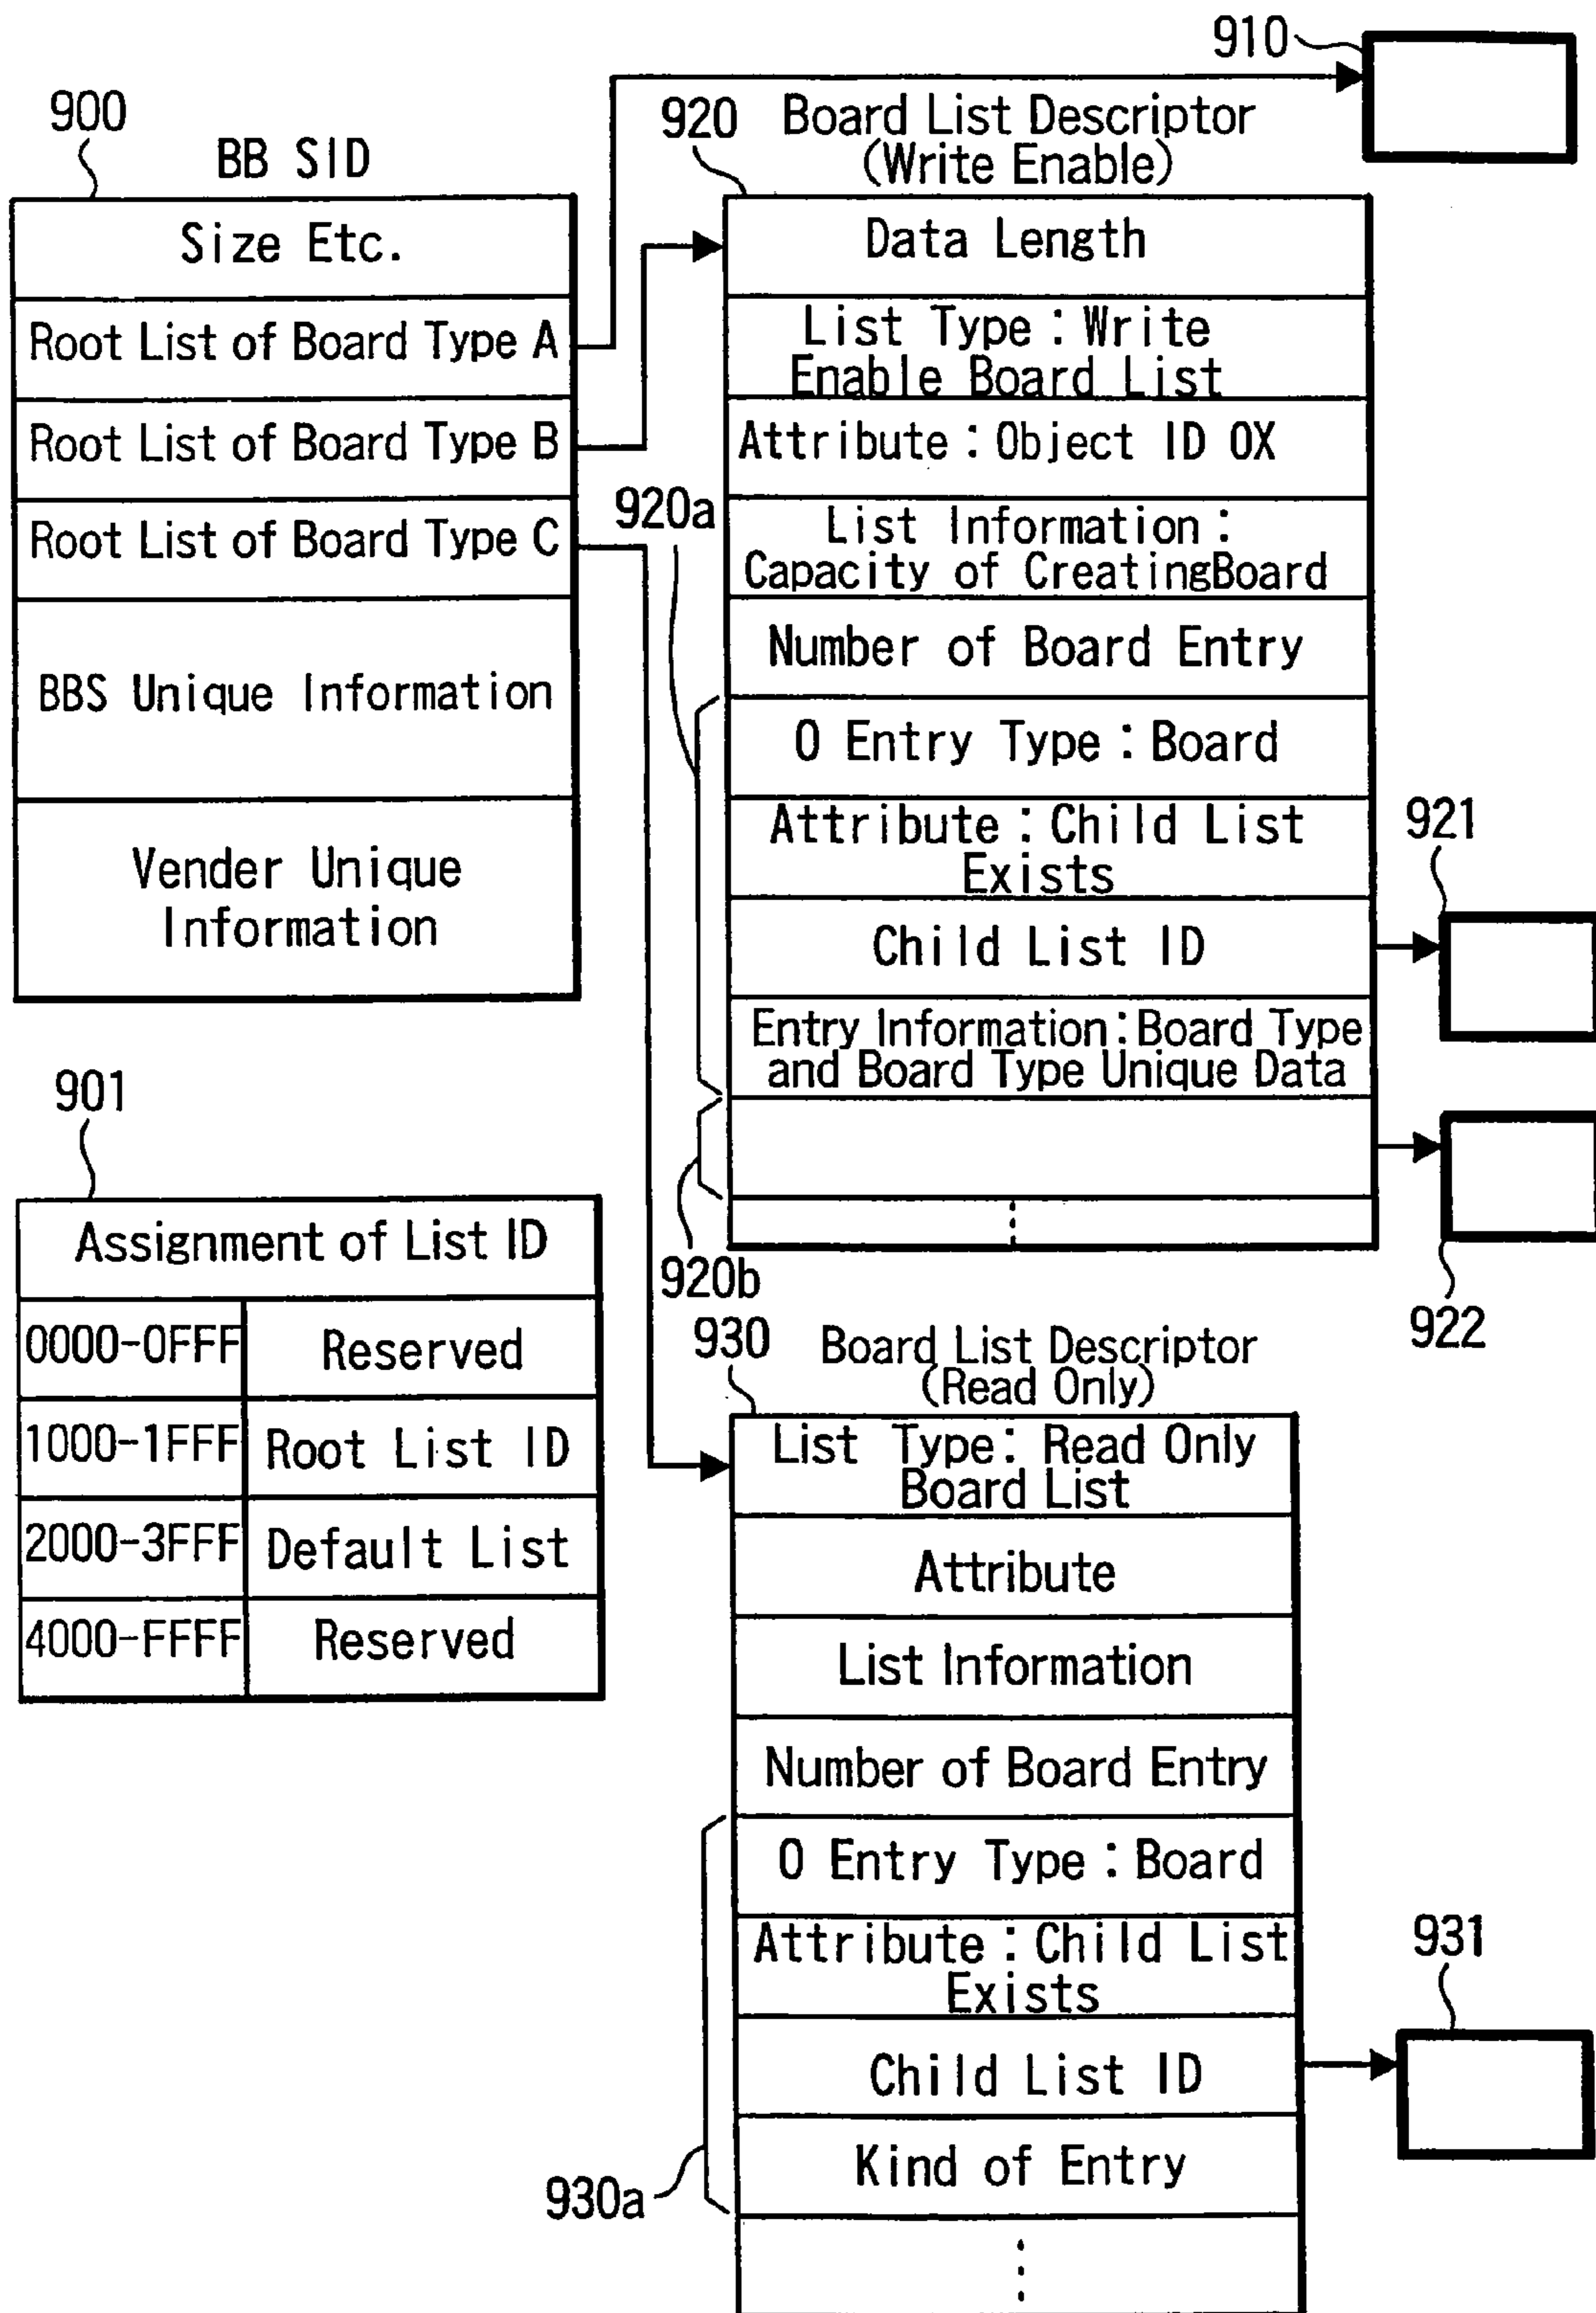 910
900
BB SID
Size Etc.
Root List of Board Type A
Root List of Board Type B
Root List of Board Type C
BBS Unique Information
Vender Unique
Information
901
Assignment of List ID
0000-0FFF Reserved
1000-1FFF Root List ID
2000-3FFF Default List
4000-FFFF Reserved
920 Board List Descriptor
(Write Enable)
Data Length
List Type : Write
Enable Board List
Attribute : Object ID OX
920a
List Information :
Capacity of CreatingBoard
Number of Board Entry
0 Entry Type : Board
Attribute : Child List
Exists
Child List ID
921
Entry Information : Board Type
and Board Type Unique Data
920b
922
930 Board List Descriptor
(Read Only)
List Type : Read Only
Board List
Attribute
List Information
Number of Board Entry
0 Entry Type : Board
Attribute : Child List
Exists
Child List ID
931
Kind of Entry
930a